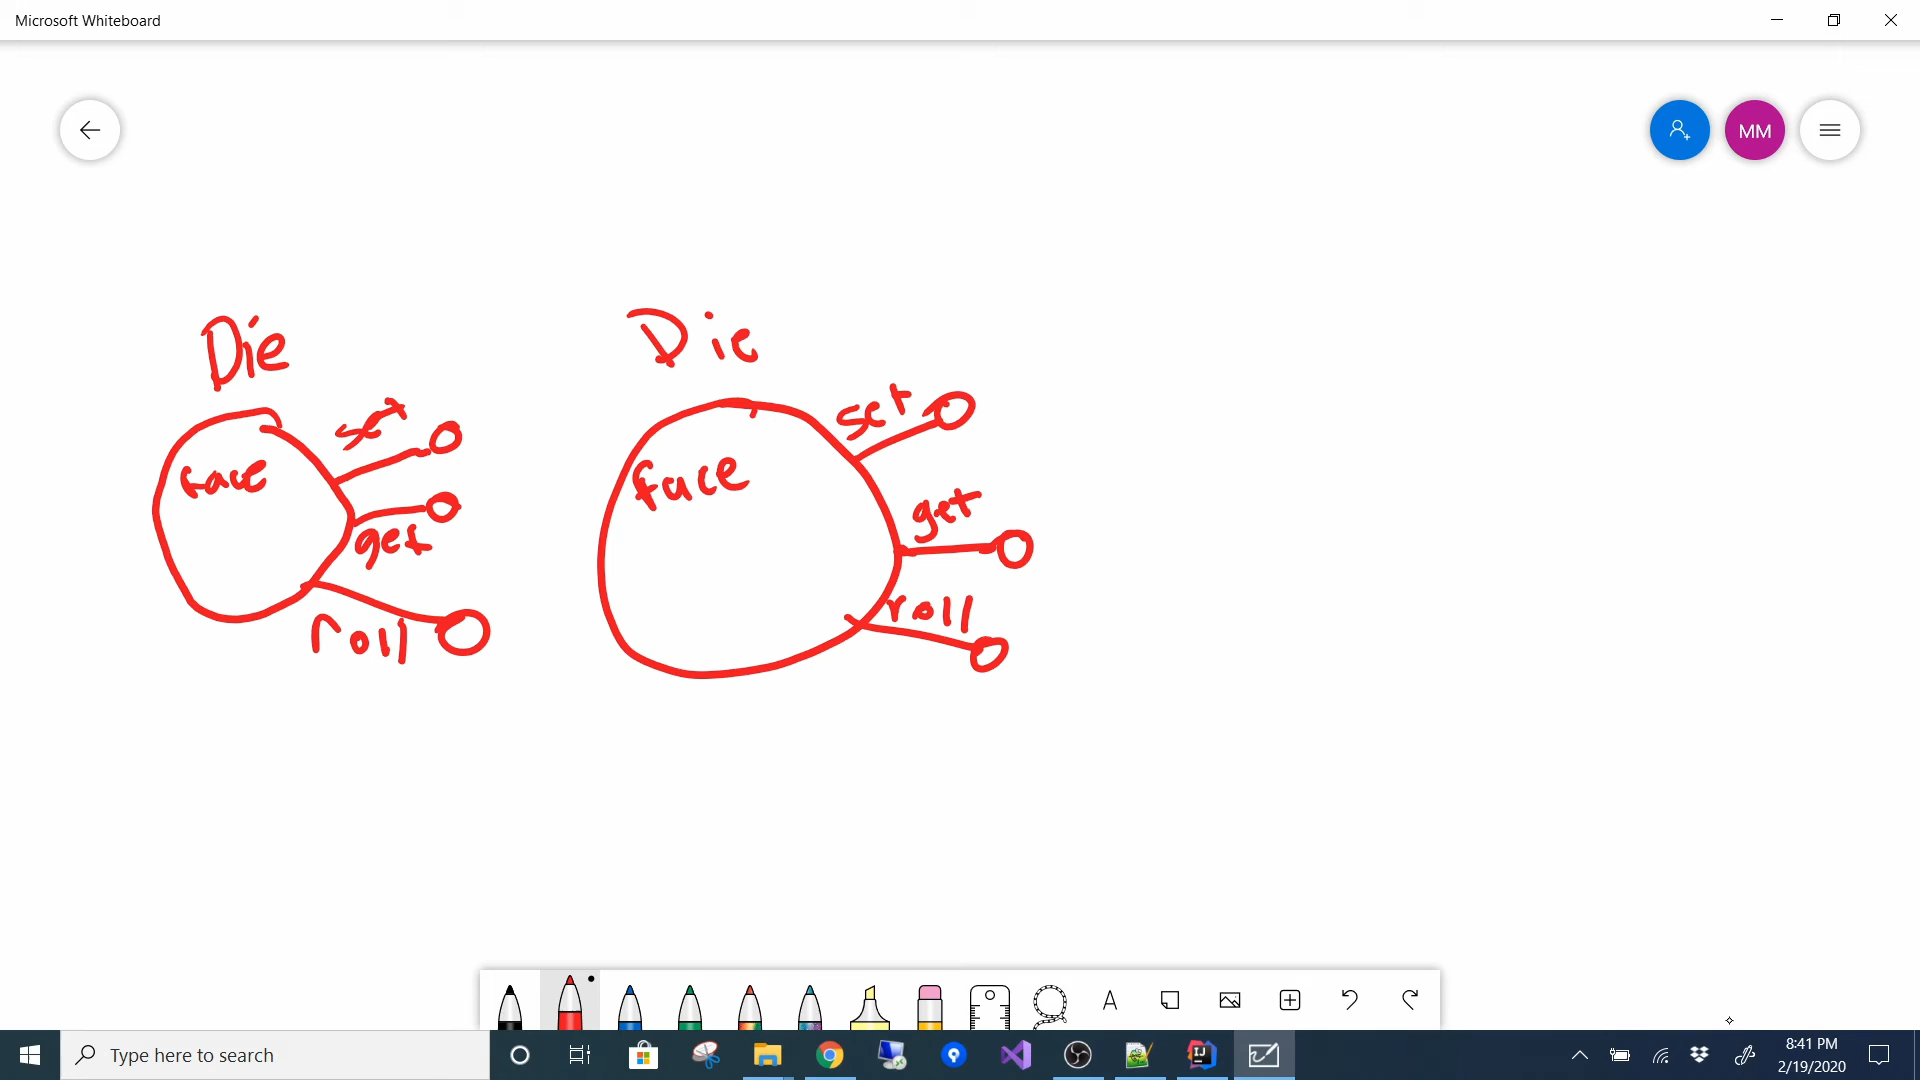 Microsoft Whiteboard
MM
Die
face
set
get
roll
Die
face
set
get
roll
Type here to search
8:41 PM
2/19/2020